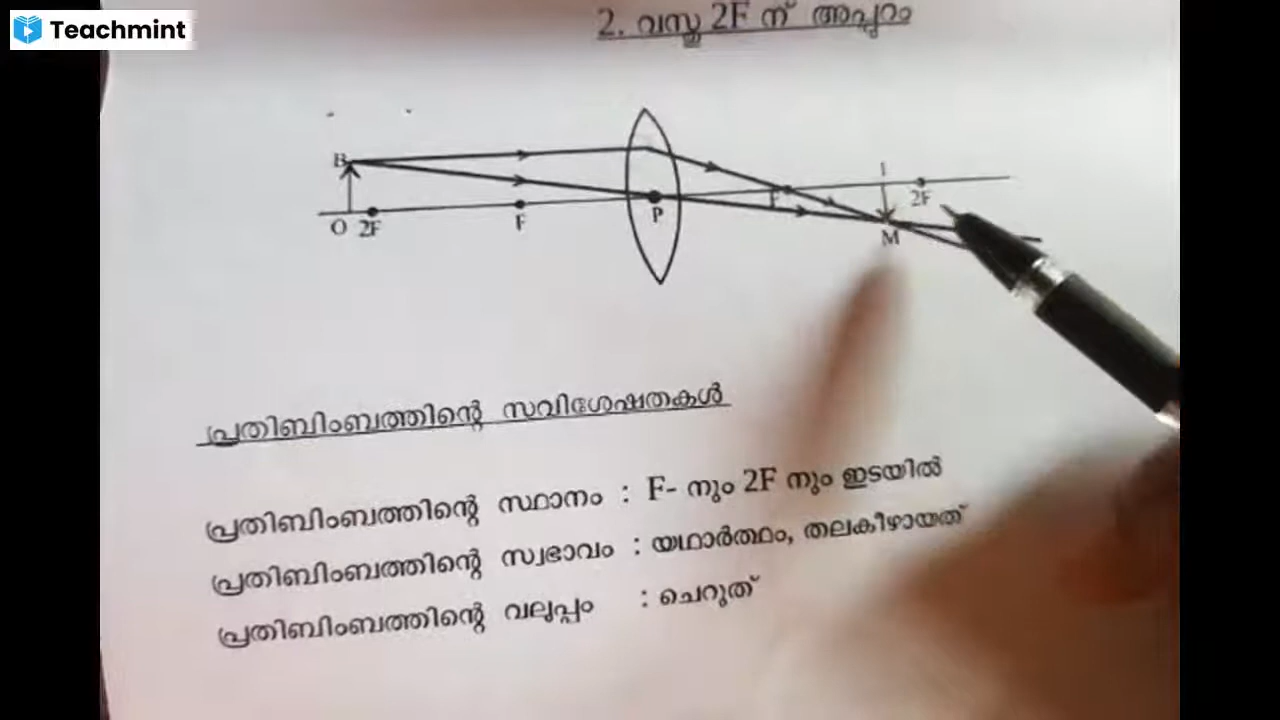 Teachmint
2. വസ്തു 2F ന് അപ്പുറം
B
I
O 2F F P F 2F
M
പ്രതിബിംബത്തിന്റെ സവിശേഷതകൾ
പ്രതിബിംബത്തിന്റെ സ്ഥാനം : F- നും 2F നും ഇടയിൽ
പ്രതിബിംബത്തിന്റെ സ്വഭാവം : യഥാർത്ഥം, തലകീഴായത്
പ്രതിബിംബത്തിന്റെ വലുപ്പം : ചെറുത്